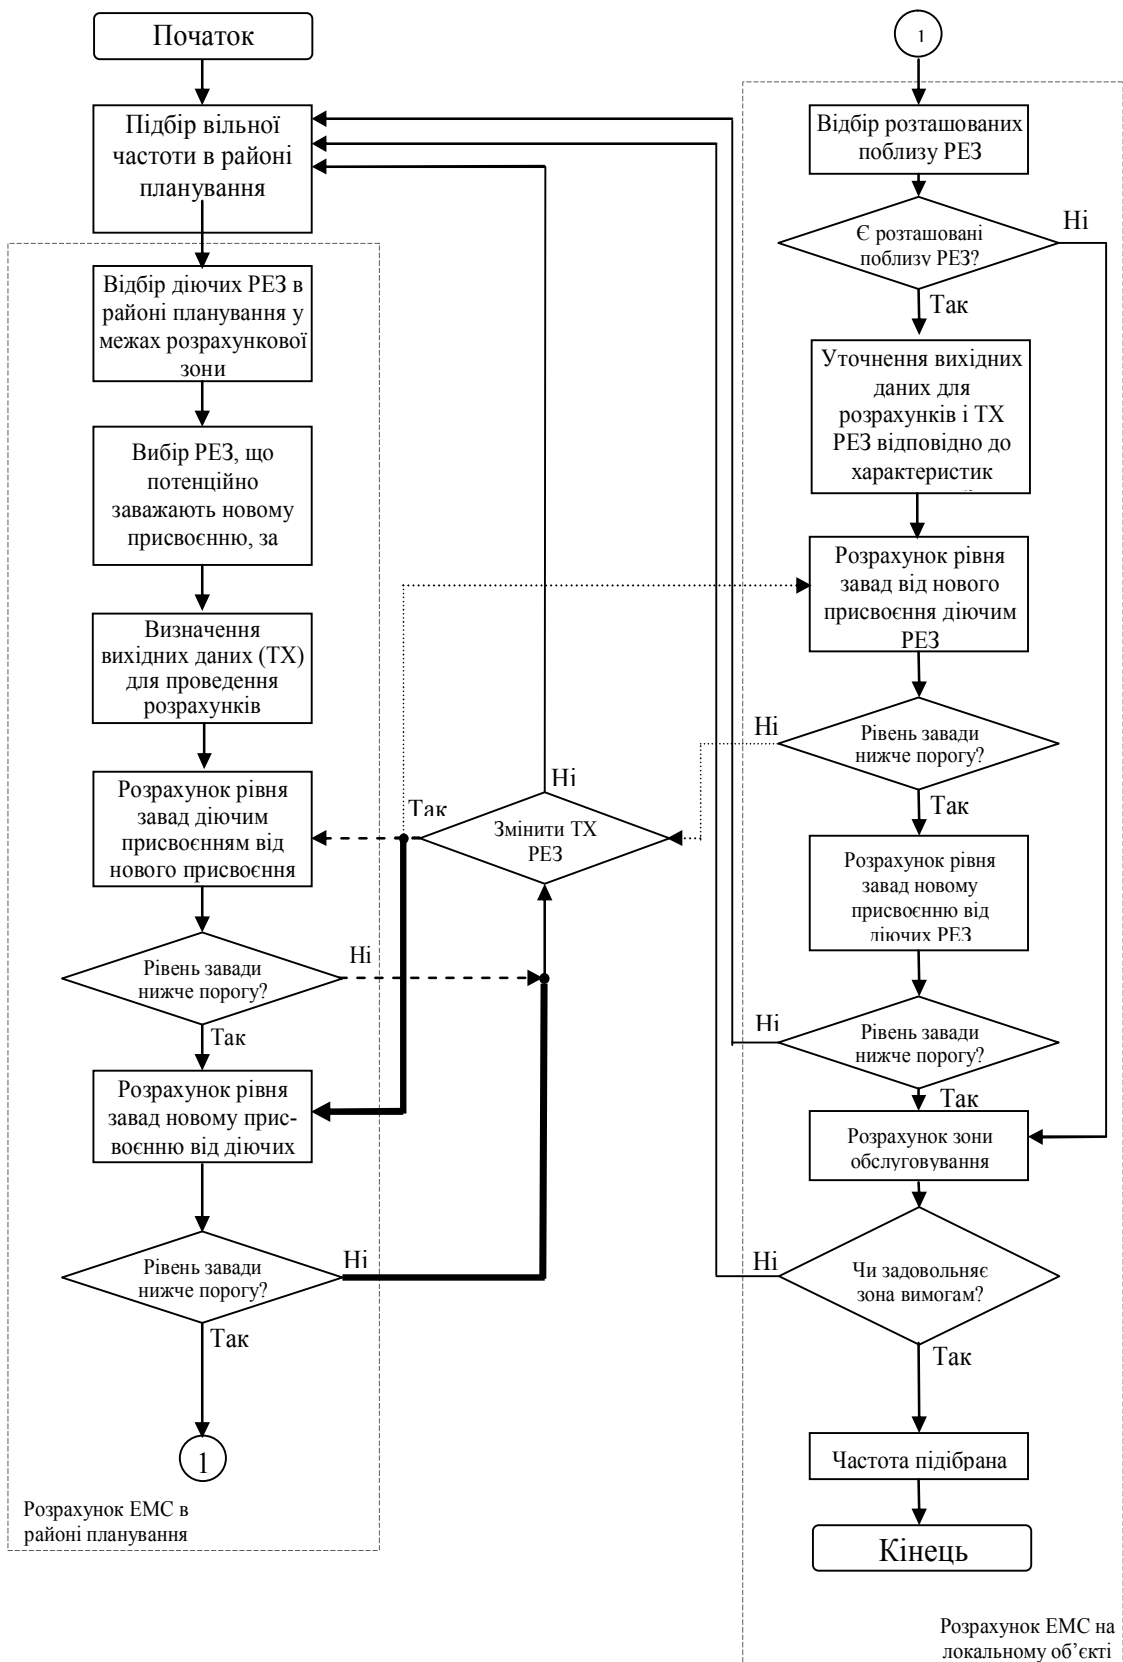 Початок
Підбір вільної
частоти в районі
планування
Відбір діючих РЕЗ в
районі планування у
межах розрахункової
зони
Вибір РЕЗ, що
потенційно
заважають новому
присвоєнню, за
Визначення
вихідних даних (ТХ)
для проведення
розрахунків
Розрахунок рівня
завад діючим
присвоєнням від
нового присвоєння
Рівень завади
нижче порогу?
Ні
Так
Розрахунок рівня
завад новому прис-
воєнню від діючих
Рівень завади
нижче порогу?
Ні
Так
1
Розрахунок ЕМС в
районі планування
Так
Ні
Змінити ТХ
РЕЗ
1
Відбір розташованих
поблизу РЕЗ
Є розташовані
поблизу РЕЗ?
Ні
Так
Уточнення вихідних
даних для
розрахунків і ТХ
РЕЗ відповідно до
характеристик
Розрахунок рівня
завад від нового
присвоєння діючим
РЕЗ
Ні
Рівень завади
нижче порогу?
Так
Розрахунок рівня
завад новому
присвоєнню від
діючих РЕЗ
Ні
Рівень завади
нижче порогу?
Так
Розрахунок зони
обслуговування
Ні
Чи задовольняє
зона вимогам?
Так
Частота підібрана
Кінець
Розрахунок ЕМС на
локальному об’єкті